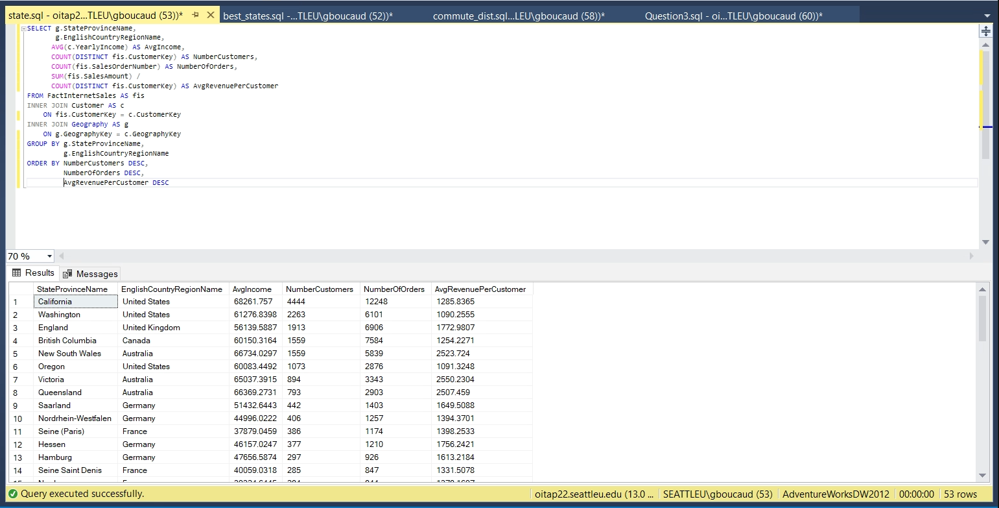 state.sql - oitap2...TLEU\gboucaud (53))* best_states.sql -...TLEU\gboucaud (52))* commute_dist.sql...LEU\gboucaud (58))* Question3.sql - oi...TLEU\gboucaud (60))*
SELECT g.StateProvinceName,
g.EnglishCountryRegionName,
AVG(c.YearlyIncome) AS AvgIncome,
COUNT(DISTINCT fis.CustomerKey) AS NumberCustomers,
COUNT(fis.SalesOrderNumber) AS NumberOfOrders,
SUM(fis.SalesAmount) /
COUNT(DISTINCT fis.CustomerKey) AS AvgRevenuePerCustomer
FROM FactInternetSales AS fis
INNER JOIN Customer AS c
ON fis.CustomerKey = c.CustomerKey
INNER JOIN Geography AS g
ON g.GeographyKey = c.GeographyKey
GROUP BY g.StateProvinceName,
g.EnglishCountryRegionName
ORDER BY NumberCustomers DESC,
NumberOfOrders DESC,
AvgRevenuePerCustomer DESC
70 %
Results Messages
StateProvinceName EnglishCountryRegionName AvgIncome NumberCustomers NumberOfOrders AvgRevenuePerCustomer
1 California United States 68261.757 4444 12248 1285.8365
2 Washington United States 61276.8398 2263 6101 1090.2555
3 England United Kingdom 56139.5887 1913 6906 1772.9807
4 British Columbia Canada 60150.3164 1559 7584 1254.2271
5 New South Wales Australia 66734.0297 1559 5839 2523.724
6 Oregon United States 60083.4492 1073 2876 1091.3248
7 Victoria Australia 65037.3915 894 3343 2550.2304
8 Queensland Australia 66369.2731 793 2903 2507.459
9 Saarland Germany 51432.6443 442 1403 1649.5088
10 Nordrhein-Westfalen Germany 44996.0222 406 1257 1394.3701
11 Seine (Paris) France 37879.0459 386 1174 1398.2533
12 Hessen Germany 46157.0247 377 1210 1756.2421
13 Hamburg Germany 47656.5874 297 926 1613.2184
14 Seine Saint Denis France 40059.0318 285 847 1331.5078
Query executed successfully. oitap22.seattleu.edu (13.0 ... SEATTLEU\gboucaud (53) AdventureWorksDW2012 00:00:00 53 rows